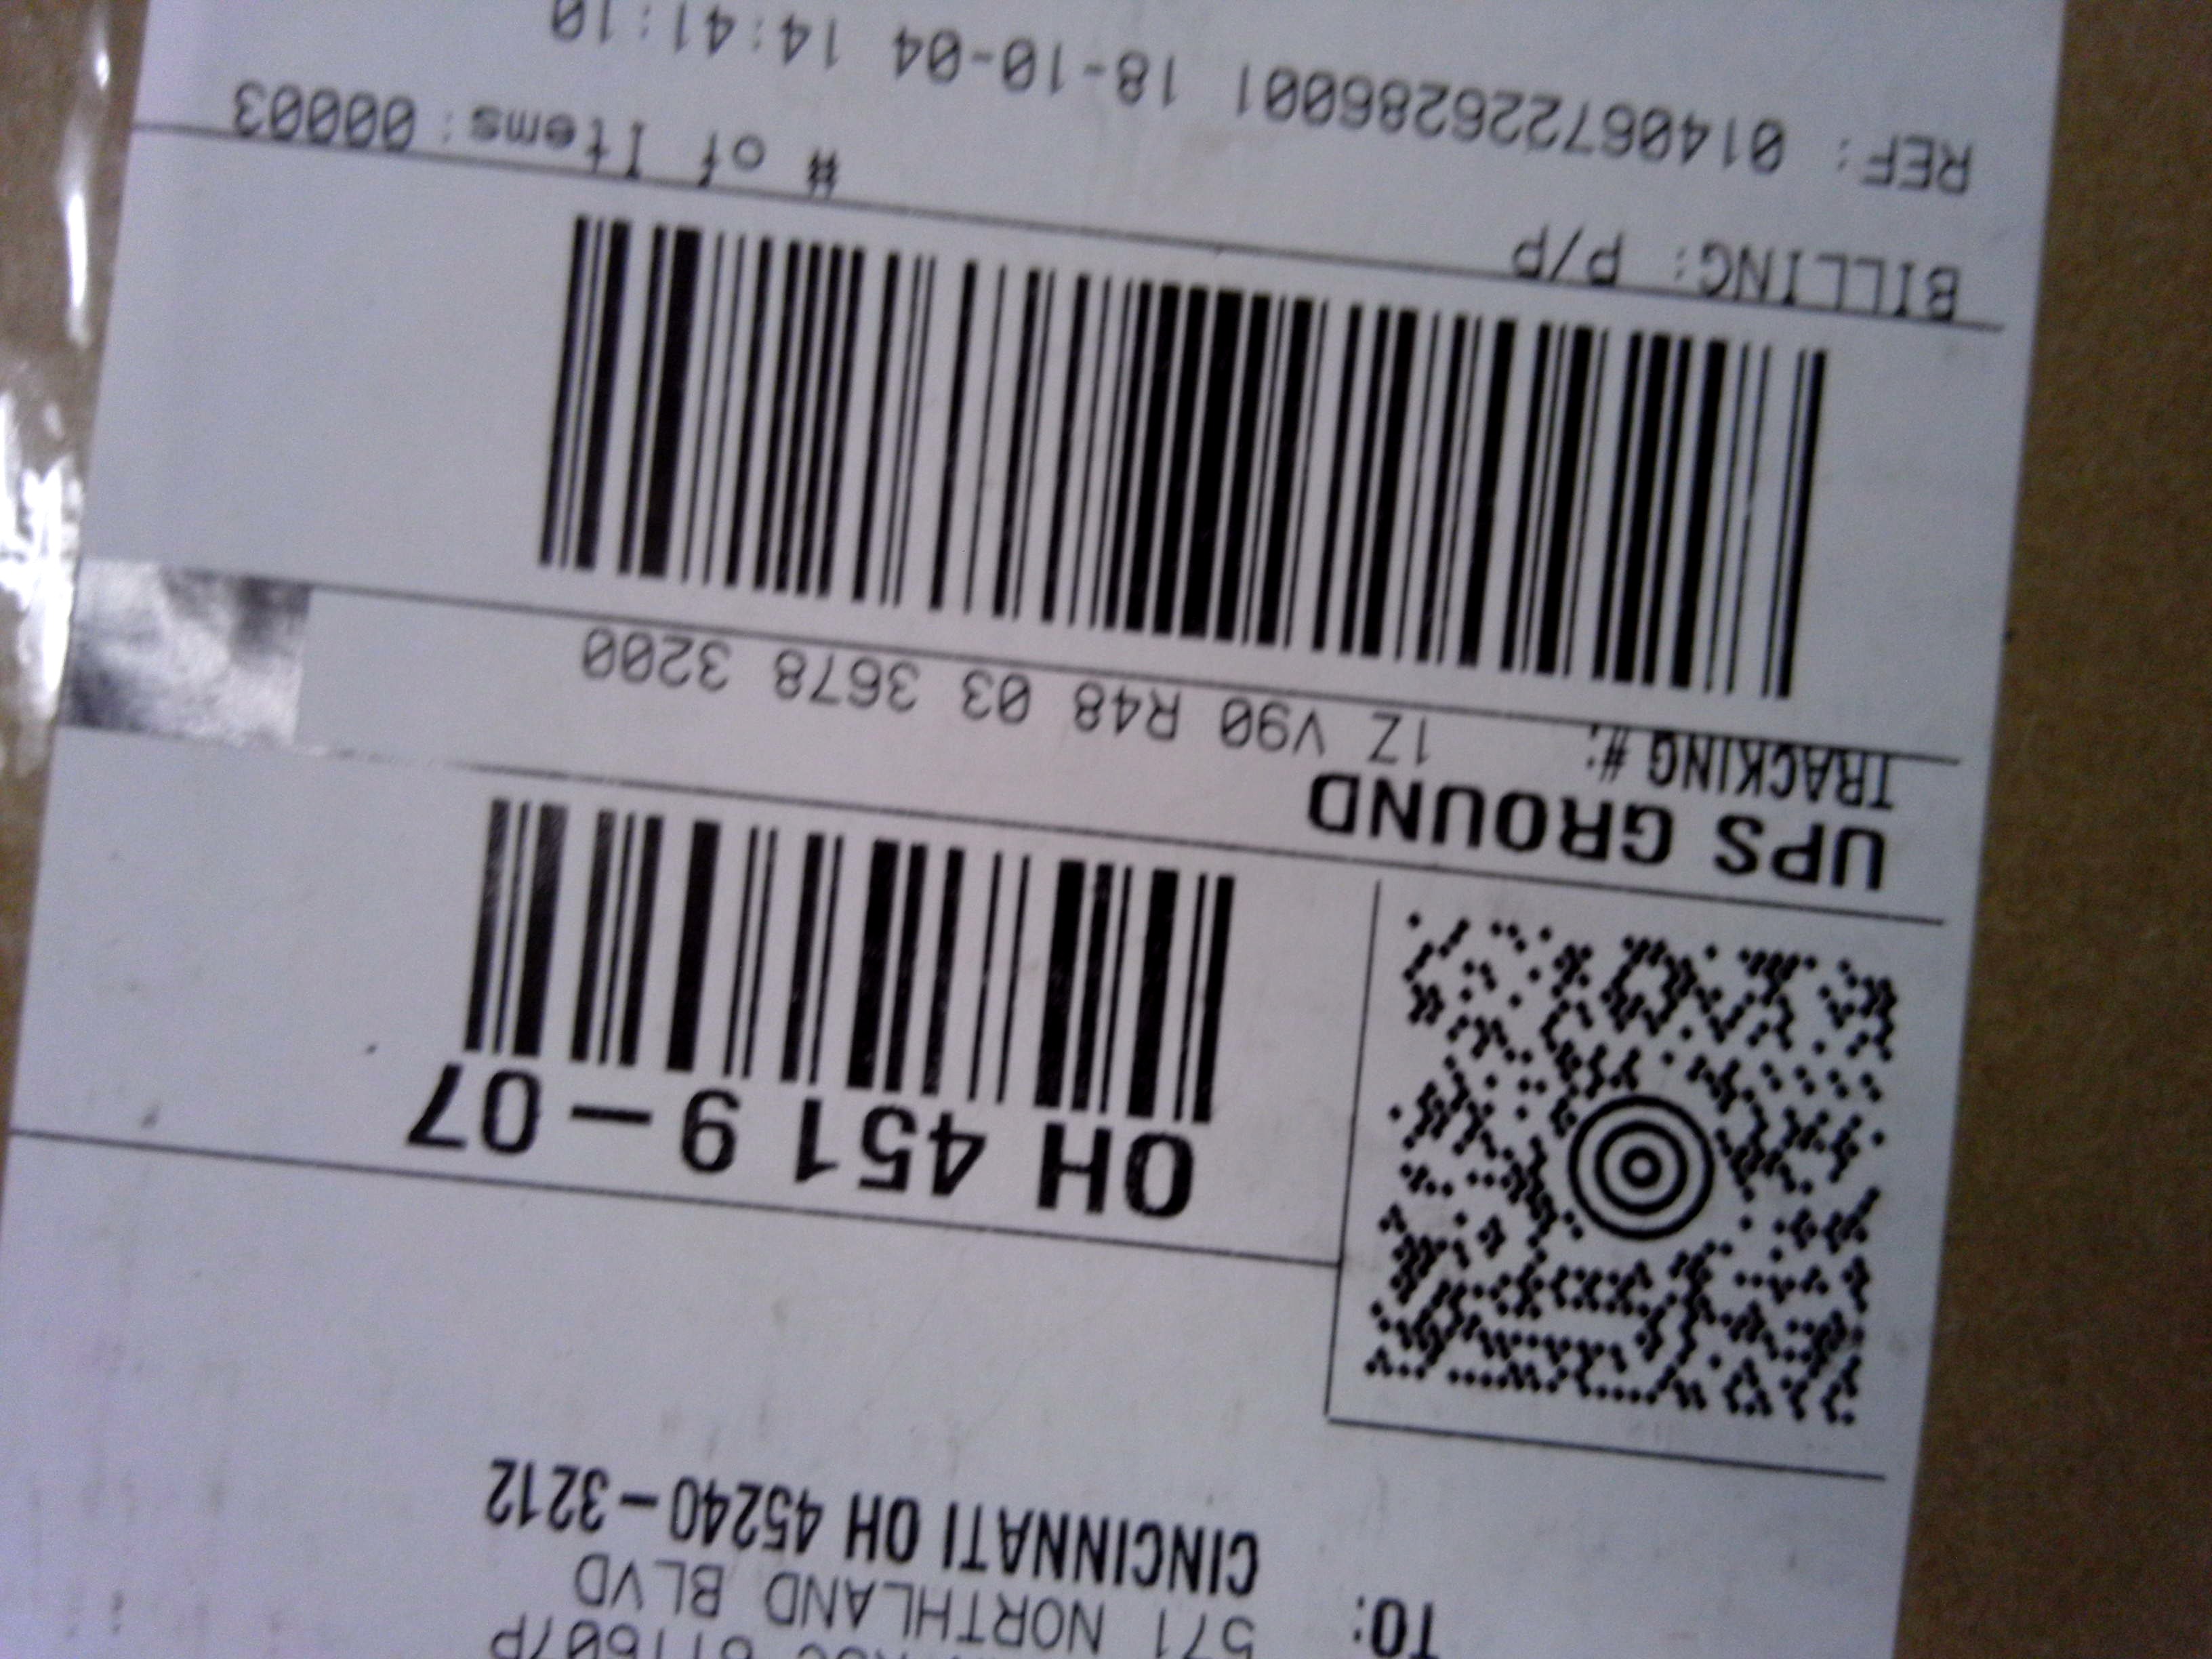 571 NORTHLAND BLVD
TO: CINCINNATI OH 45240-3212
OH 451 9-07
UPS GROUND
TRACKING #: 1Z V90 R48 03 3678 3200
BILLING: P/P
# of Items: 00003
REF: 014067226286001 18-10-04 14:41:10